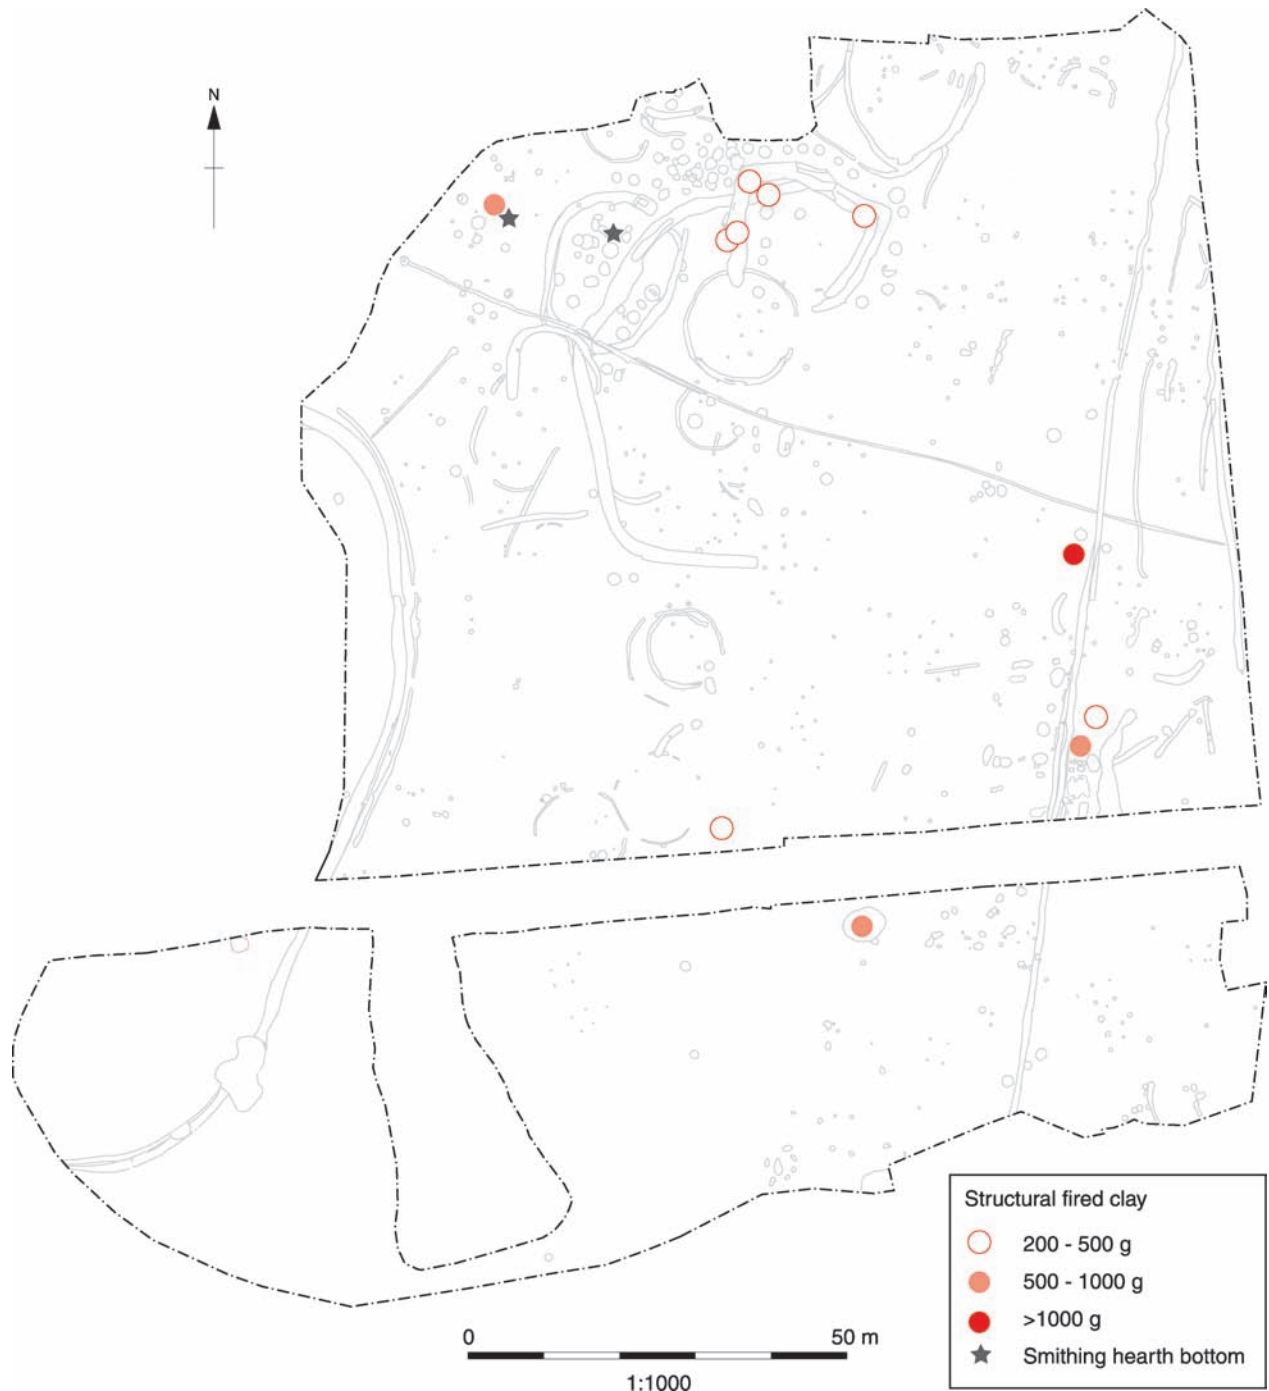 N
Structural fired clay
200 - 500 g
500 - 1000 g
>1000 g
Smithing hearth bottom
0 50 m
1:1000